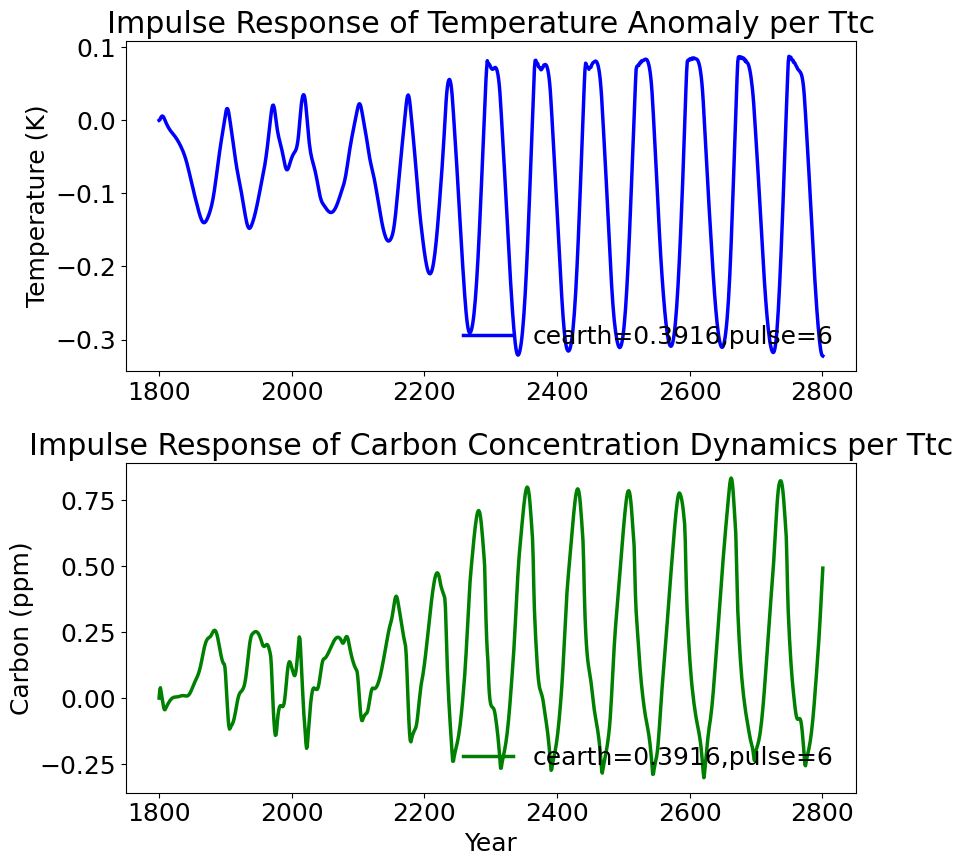 Impulse Response of Temperature Anomaly per Ttc
Temperature (K)
0.1
0.0
−0.1
−0.2
−0.3
cearth=0.3916,pulse=6
1800 2000 2200 2400 2600 2800
Impulse Response of Carbon Concentration Dynamics per Ttc
Carbon (ppm)
0.75
0.50
0.25
0.00
−0.25
cearth=0.3916,pulse=6
1800 2000 2200 2400 2600 2800
Year